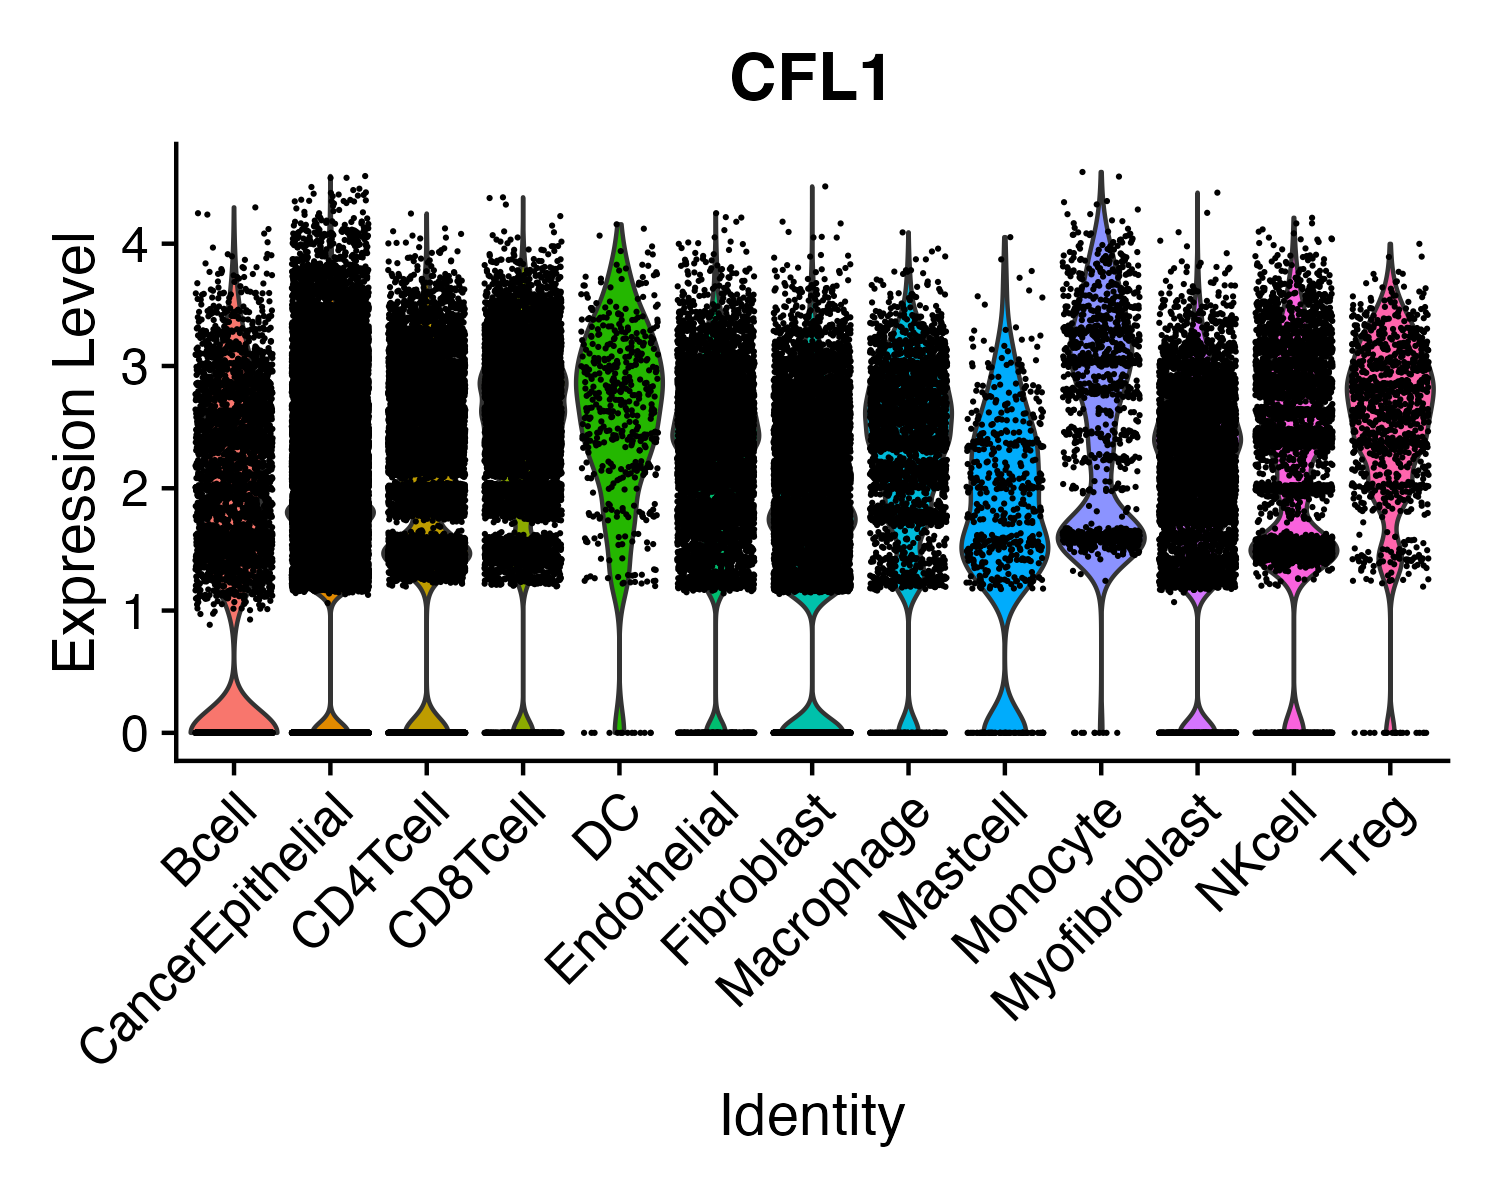 CFL1
Expression Level
4
3
2
1
0
Bcell
CancerEpithelial
CD4Tcell
CD8Tcell
DC
Endothelial
Fibroblast
Macrophage
Mastcell
Monocyte
Myofibroblast
NKcell
Treg
Identity